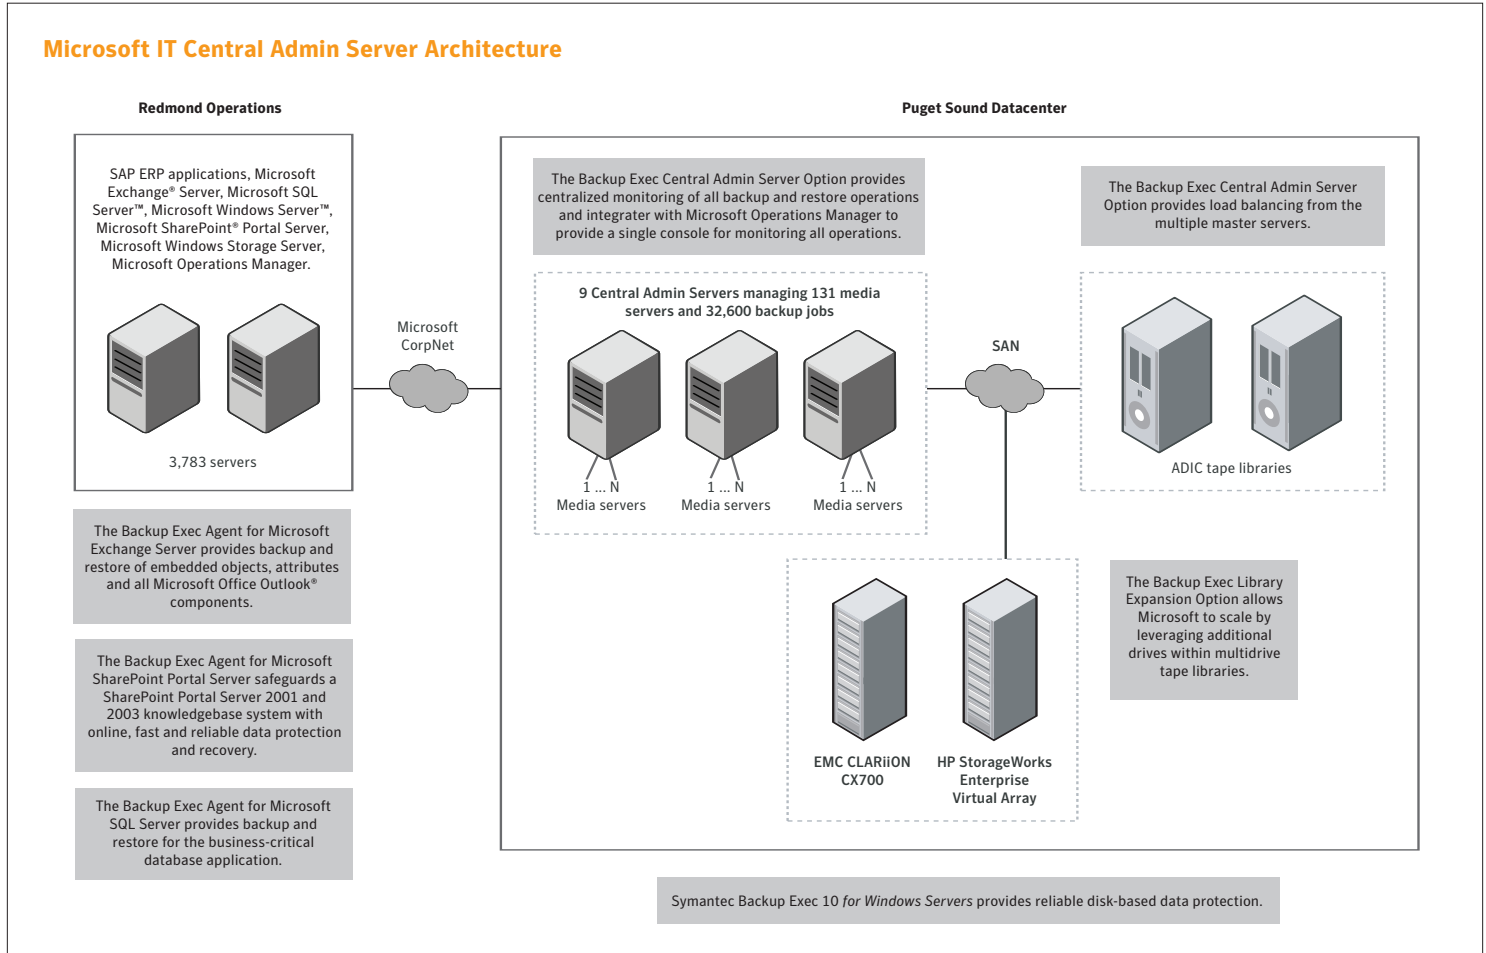 Microsoft IT Central Admin Server Architecture
Redmond Operations
SAP ERP applications, Microsoft
Exchange® Server, Microsoft SQL
Server™, Microsoft Windows Server™,
Microsoft SharePoint® Portal Server,
Microsoft Windows Storage Server,
Microsoft Operations Manager.
3,783 servers
The Backup Exec Agent for Microsoft
Exchange Server provides backup and
restore of embedded objects, attributes
and all Microsoft Office Outlook®
components.
The Backup Exec Agent for Microsoft
SharePoint Portal Server safeguards a
SharePoint Portal Server 2001 and
2003 knowledgebase system with
online, fast and reliable data protection
and recovery.
The Backup Exec Agent for Microsoft
SQL Server provides backup and
restore for the business-critical
database application.
Microsoft
CorpNet
Puget Sound Datacenter
The Backup Exec Central Admin Server Option provides
centralized monitoring of all backup and restore operations
and integrater with Microsoft Operations Manager to
provide a single console for monitoring all operations.
9 Central Admin Servers managing 131 media
servers and 32,600 backup jobs
1 ... N
Media servers
1 ... N
Media servers
1 ... N
Media servers
SAN
The Backup Exec Central Admin Server
Option provides load balancing from the
multiple master servers.
ADIC tape libraries
EMC CLARiiON
CX700
HP StorageWorks
Enterprise
Virtual Array
The Backup Exec Library
Expansion Option allows
Microsoft to scale by
leveraging additional
drives within multidrive
tape libraries.
Symantec Backup Exec 10 for Windows Servers provides reliable disk-based data protection.